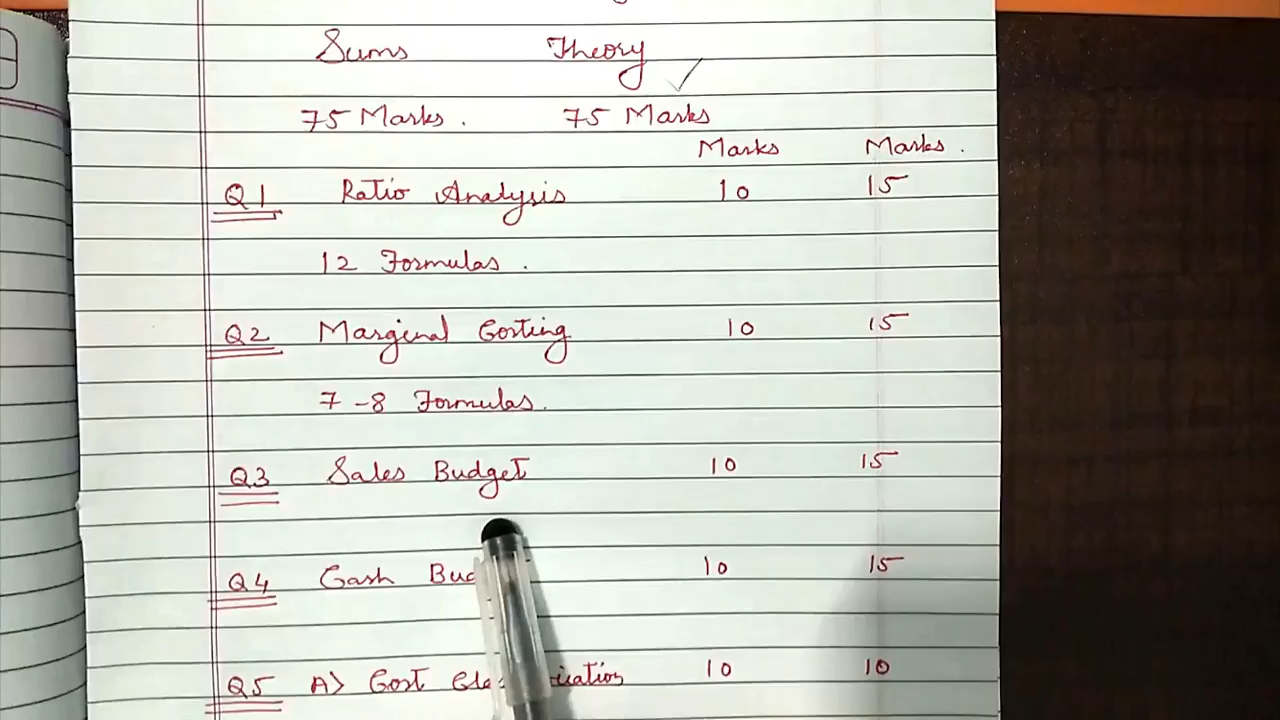 Sums Theory
75 Marks. 75 Marks
Marks Marks.
Q1 Ratio Analysis 10 15
12 Formulas.
Q2 Marginal Costing 10 15
7-8 Formulas.
Q3 Sales Budget 10 15
Q4 Cash 10 15
Q5 A) Cost 10 10